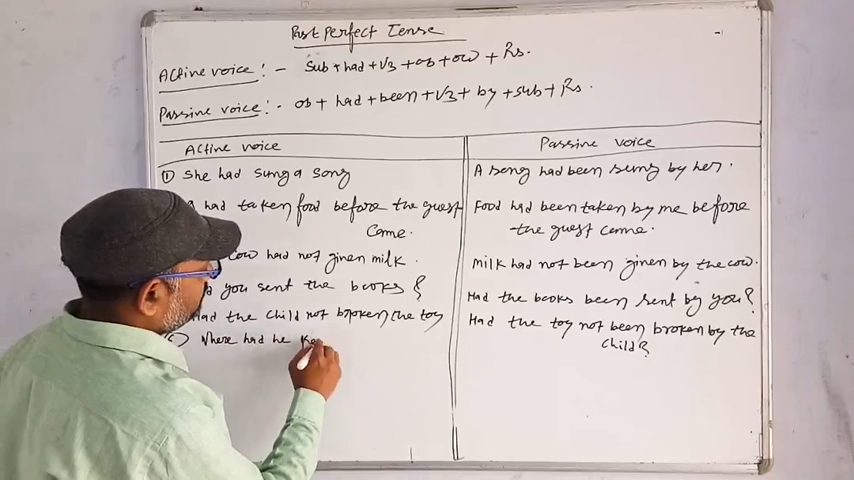 Past Perfect Tense
Active voice :- Sub + had + V3 + ob + ow + Rs.
Passive voice :- ob + had + been + V3 + by + sub + Rs.
Active voice
① She had sung a song
had taken food before the guest
came.
cow had not given milk.
you sent the books?
Had the child not broken the toy
Where had he
Passive voice
A song had been sung by her.
Food had been taken by me before
the guest came.
Milk had not been given by the cow.
Had the books been sent by you?
Had the toy not been broken by the
child?